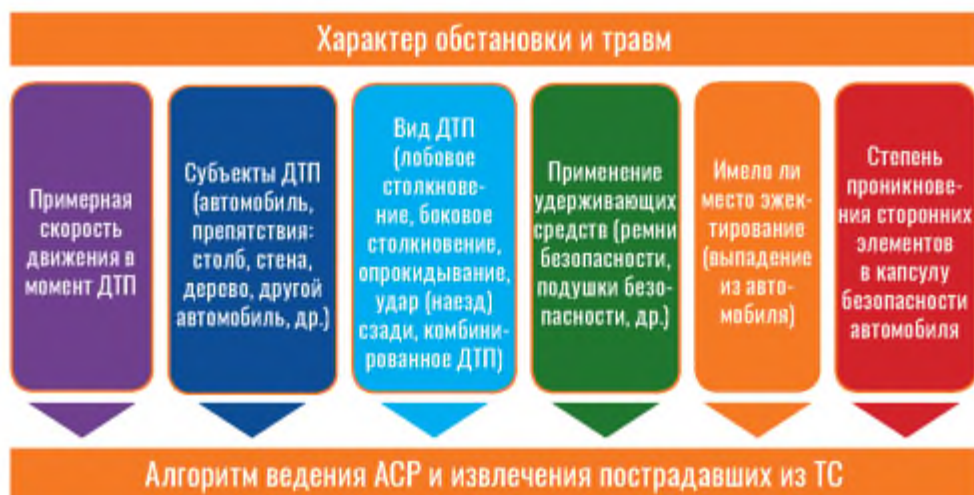 Характер обстановки и травм
Примерная
скорость
движения в
момент ДТП
Субъекты ДТП
(автомобиль,
препятствия:
столб, стена,
дерево, другой
автомобиль, др.)
Вид ДТП
(лобовое
столкнове-
ние, боковое
столкновение,
опрокидывание,
удар (наезд)
сзади, комбини-
рованное ДТП)
Применение
удерживающих
средств (ремни
безопасности,
подушки безо-
пасности, др.)
Имело ли
место эжек-
тирование
(выпадение
из авто-
мобиля)
Степень
проникнове-
ния сторонних
элементов
в капсулу
безопасности
автомобиля
Алгоритм ведения АСР и извлечения пострадавших из ТС